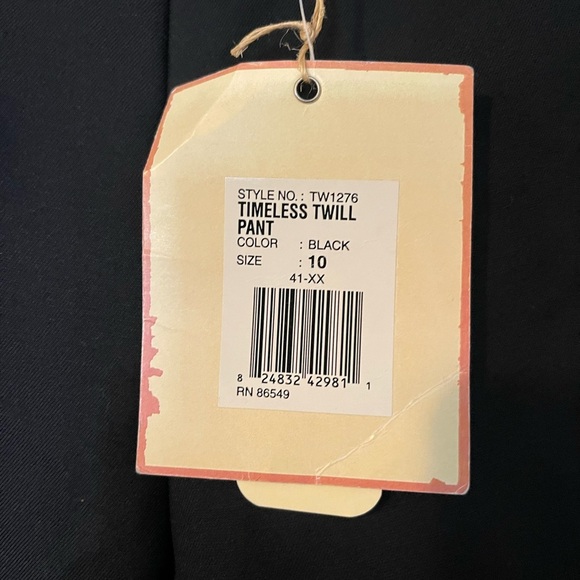 STYLE NO.: TW1276
TIMELESS TWILL
PANT
COLOR : BLACK
SIZE : 10
41-XX
8 24832 42981 1
RN 86549